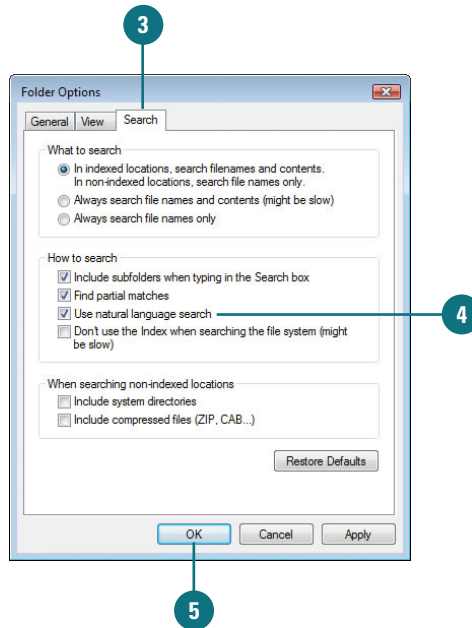 3
Folder Options
General View Search
What to search
In indexed locations, search filenames and contents.
In non-indexed locations, search file names only.
Always search file names and contents (might be slow)
Always search file names only
How to search
Include subfolders when typing in the Search box
Find partial matches
Use natural language search
4
Don't use the Index when searching the file system (might
be slow)
When searching non-indexed locations
Include system directories
Include compressed files (ZIP, CAB...)
Restore Defaults
OK Cancel Apply
5